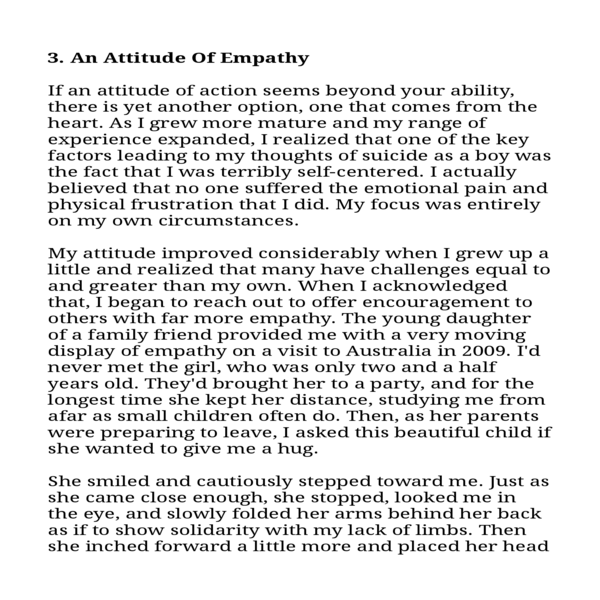 3. An Attitude Of Empathy
If an attitude of action seems beyond your ability,
there is yet another option, one that comes from the
heart. As I grew more mature and my range of
experience expanded, I realized that one of the key
factors leading to my thoughts of suicide as a boy was
the fact that I was terribly self-centered. I actually
believed that no one suffered the emotional pain and
physical frustration that I did. My focus was entirely
on my own circumstances.
My attitude improved considerably when I grew up a
little and realized that many have challenges equal to
and greater than my own. When I acknowledged
that, I began to reach out to offer encouragement to
others with far more empathy. The young daughter
of a family friend provided me with a very moving
display of empathy on a visit to Australia in 2009. I'd
never met the girl, who was only two and a half
years old. They'd brought her to a party, and for the
longest time she kept her distance, studying me from
afar as small children often do. Then, as her parents
were preparing to leave, I asked this beautiful child if
she wanted to give me a hug.
She smiled and cautiously stepped toward me. Just as
she came close enough, she stopped, looked me in
the eye, and slowly folded her arms behind her back
as if to show solidarity with my lack of limbs. Then
she inched forward a little more and placed her head